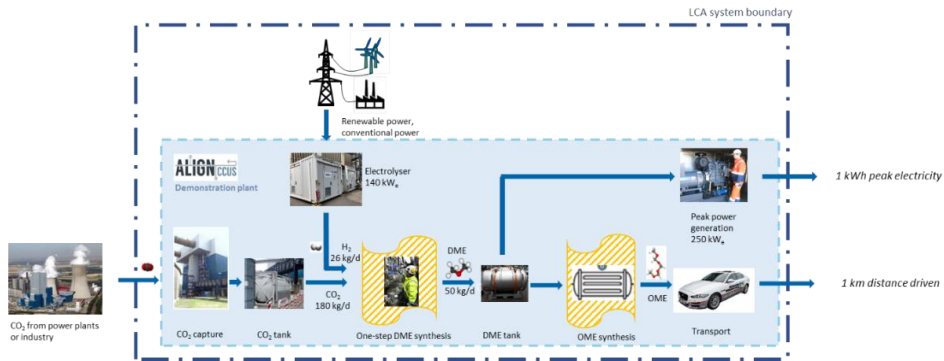 LCA system boundary
Renewable power,
conventional power
ALIGN CCUS
Demonstration plant
Electrolyser
140 kWₑ
Peak power
generation
250 kWₑ
1 kWh peak electricity
H₂
26 kg/d
CO₂
180 kg/d
DME
50 kg/d
OME
1 km distance driven
CO₂ from power plants
or industry
CO₂ capture
CO₂ tank
One-step DME synthesis
DME tank
OME synthesis
Transport